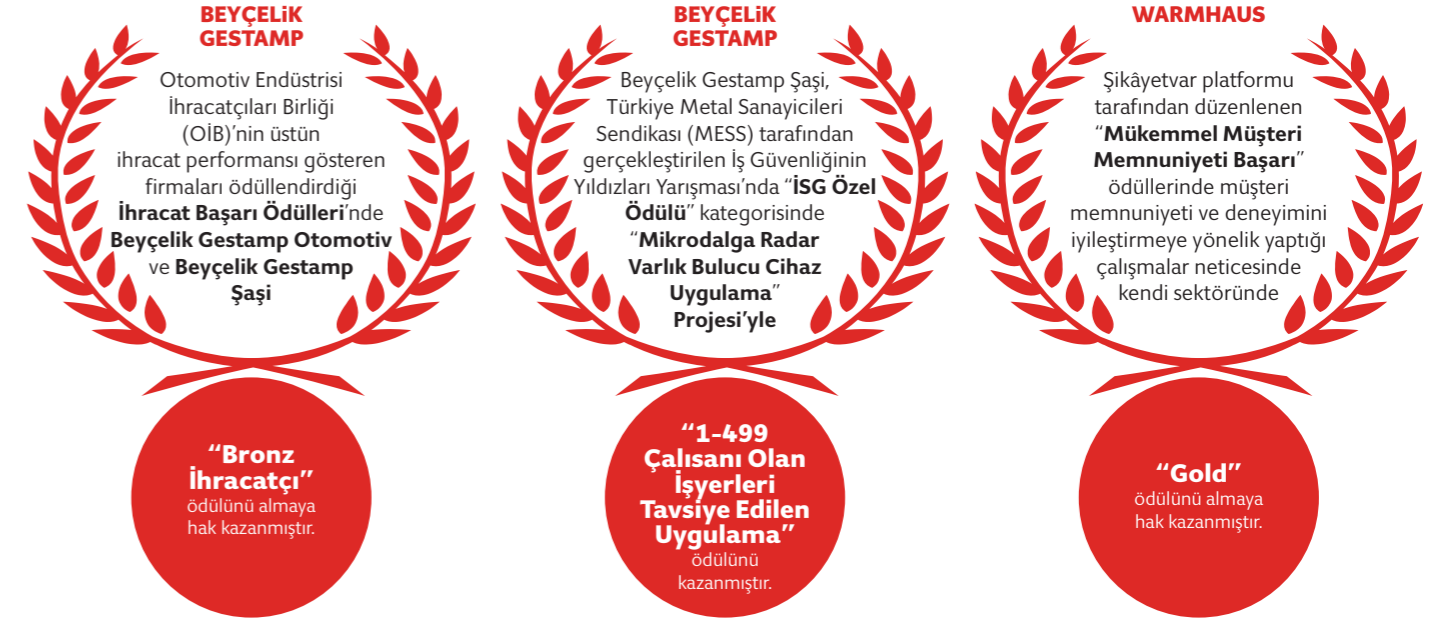 BEYÇELiK
GESTAMP
Otomotiv Endüstrisi
İhracatçıları Birliği
(OİB)’nin üstün
ihracat performansı gösteren
firmaları ödüllendirdiği
İhracat Başarı Ödülleri’nde
Beyçelik Gestamp Otomotiv
ve Beyçelik Gestamp
Şaşi
“Bronz
İhracatçı”
ödülünü almaya
hak kazanmıştır.
BEYÇELiK
GESTAMP
Beyçelik Gestamp Şaşi,
Türkiye Metal Sanayicileri
Sendikası (MESS) tarafından
gerçekleştirilen İş Güvenliğinin
Yıldızları Yarışması’nda “İSG Özel
Ödülü” kategorisinde
“Mikrodalga Radar
Varlık Bulucu Cihaz
Uygulama”
Projesi’yle
“1-499
Çalısanı Olan
İşyerleri
Tavsiye Edilen
Uygulama”
ödülünü
kazanmıştır.
WARMHAUS
Şikâyetvar platformu
tarafından düzenlenen
“Mükemmel Müşteri
Memnuniyeti Başarı”
ödüllerinde müşteri
memnuniyeti ve deneyimini
iyileştirmeye yönelik yaptığı
çalışmalar neticesinde
kendi sektöründe
“Gold”
ödülünü almaya
hak kazanmıştır.